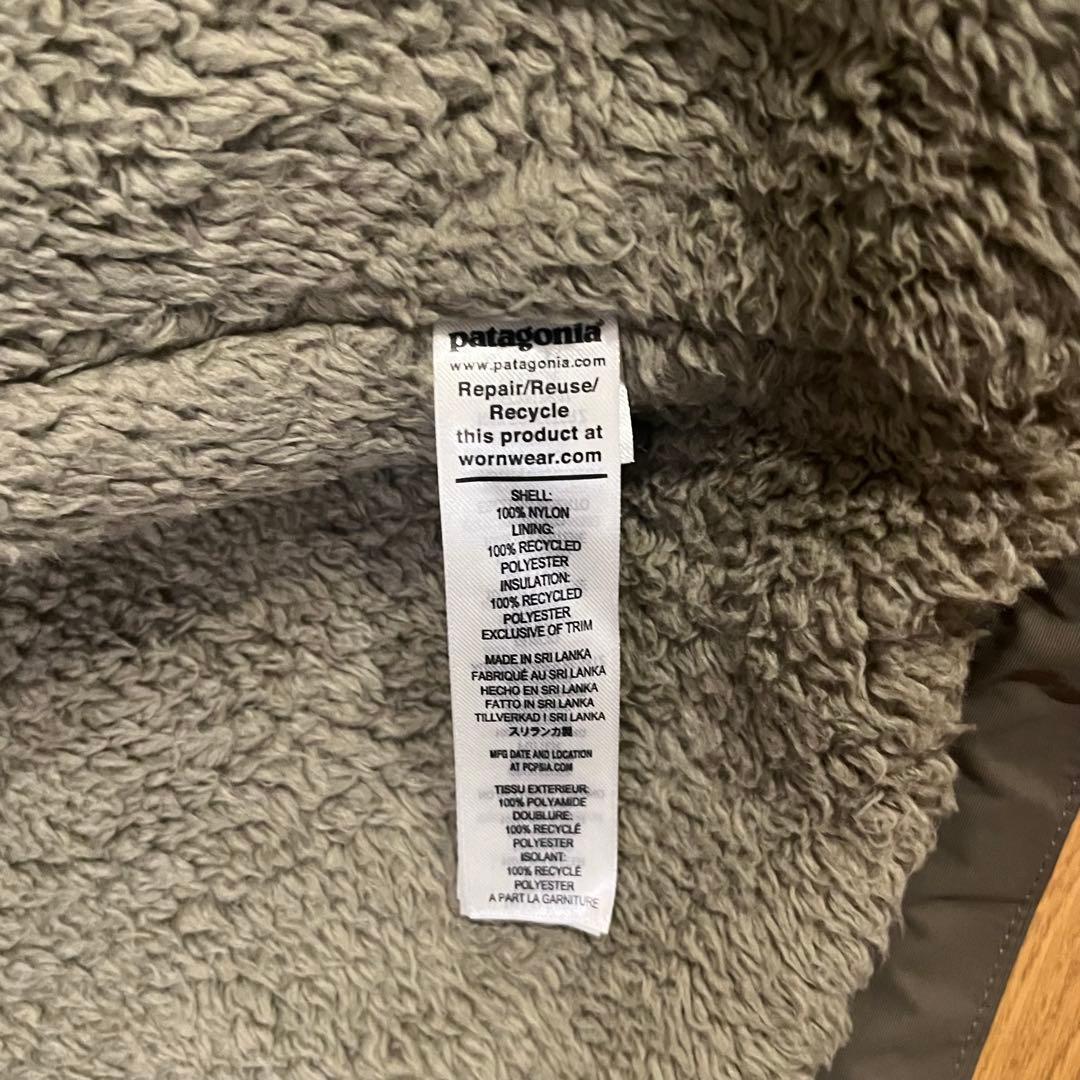 patagonia®
www.patagonia.com
Repair/Reuse/
Recycle
this product at
wornwear.com
SHELL:
100% NYLON
LINING:
100% RECYCLED
POLYESTER
INSULATION:
100% RECYCLED
POLYESTER
EXCLUSIVE OF TRIM
MADE IN SRI LANKA
FABRIQUÉ AU SRI LANKA
HECHO EN SRI LANKA
FATTO IN SRI LANKA
TILLVERKAD I SRI LANKA
スリランカ製
MFG DATE AND LOCATION
AT PCPSIA.COM
TISSU EXTERIEUR:
100% POLYAMIDE
DOUBLURE:
100% RECYCLÉ
POLYESTER
ISOLANT:
100% RECYCLÉ
POLYESTER
A PART LA GARNITURE